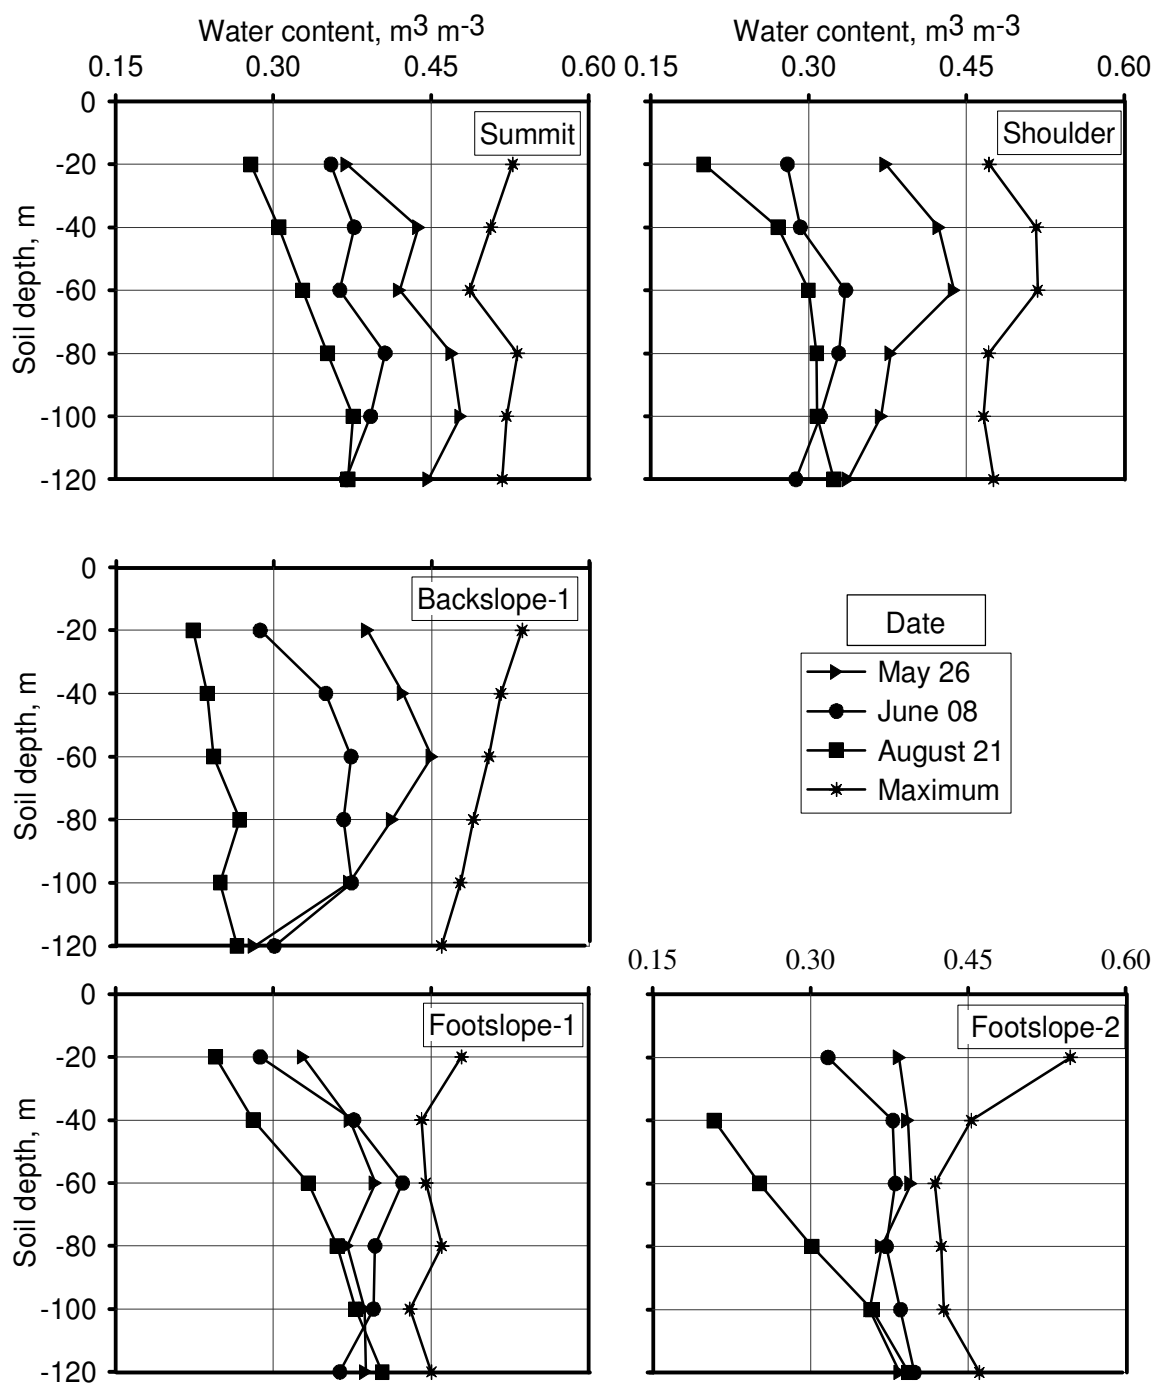 Water content, m3 m-3 Water content, m3 m-3
0.15 0.30 0.45 0.60 0.15 0.30 0.45 0.60
0
Summit Shoulder
-20
-40
-60
-80
-100
-120
Soil depth, m
0
Backslope-1
-20
-40
-60
-80
-100
-120
Soil depth, m
Date
May 26
June 08
August 21
Maximum
0.15 0.30 0.45 0.60
0
Footslope-1 Footslope-2
-20
-40
-60
-80
-100
-120
Soil depth, m